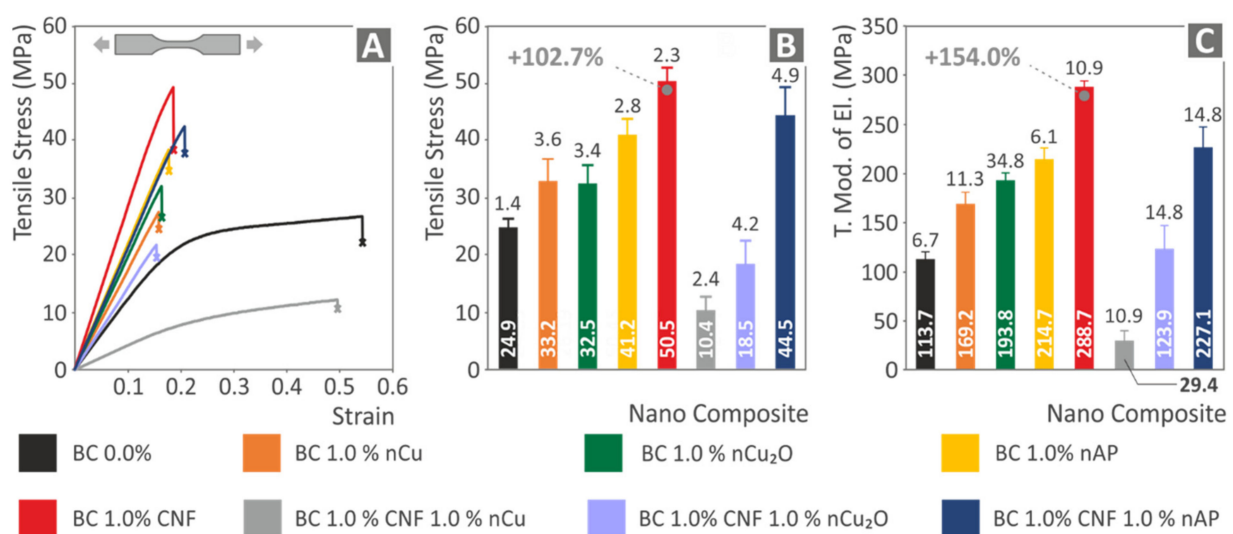 A
Tensile Stress (MPa)
60
50
40
30
20
10
0
0.1 0.2 0.3 0.4 0.5 0.6
Strain
B
Tensile Stress (MPa)
60
50
40
30
20
10
0
+102.7%
1.4 3.6 3.4 2.8 2.3 2.4 4.2 4.9
24.9 33.2 32.5 41.2 50.5 10.4 18.5 44.5
Nano Composite
C
T. Mod. of El. (MPa)
350
300
250
200
150
100
50
0
+154.0%
6.7 11.3 34.8 6.1 10.9 10.9 14.8 14.8
113.7 169.2 193.8 214.7 288.7 29.4 123.9 227.1
Nano Composite
BC 0.0% BC 1.0 % nCu BC 1.0 % nCu₂O BC 1.0% nAP
BC 1.0% CNF BC 1.0 % CNF 1.0 % nCu BC 1.0% CNF 1.0 % nCu₂O BC 1.0% CNF 1.0 % nAP